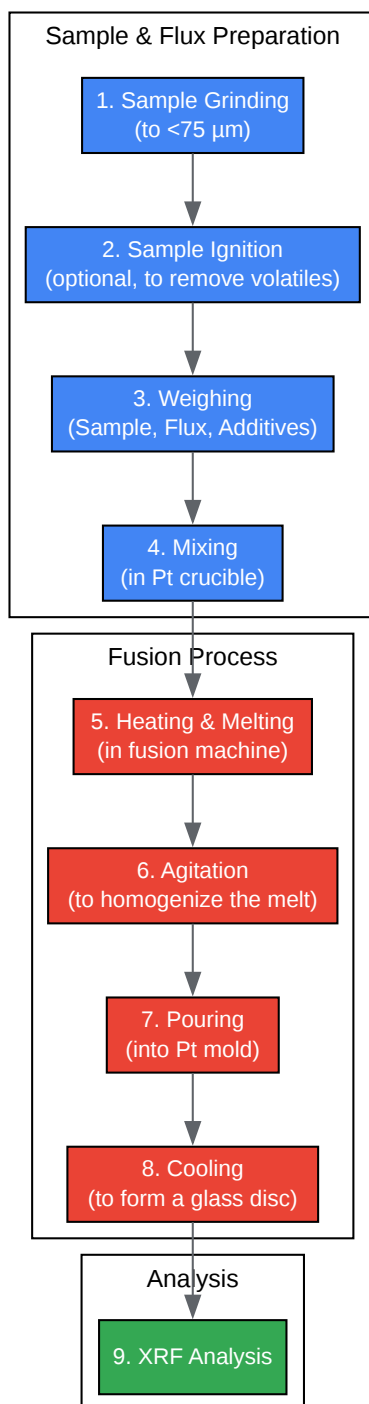 Sample & Flux Preparation
1. Sample Grinding
(to <75 µm)
2. Sample Ignition
(optional, to remove volatiles)
3. Weighing
(Sample, Flux, Additives)
4. Mixing
(in Pt crucible)
Fusion Process
5. Heating & Melting
(in fusion machine)
6. Agitation
(to homogenize the melt)
7. Pouring
(into Pt mold)
8. Cooling
(to form a glass disc)
Analysis
9. XRF Analysis